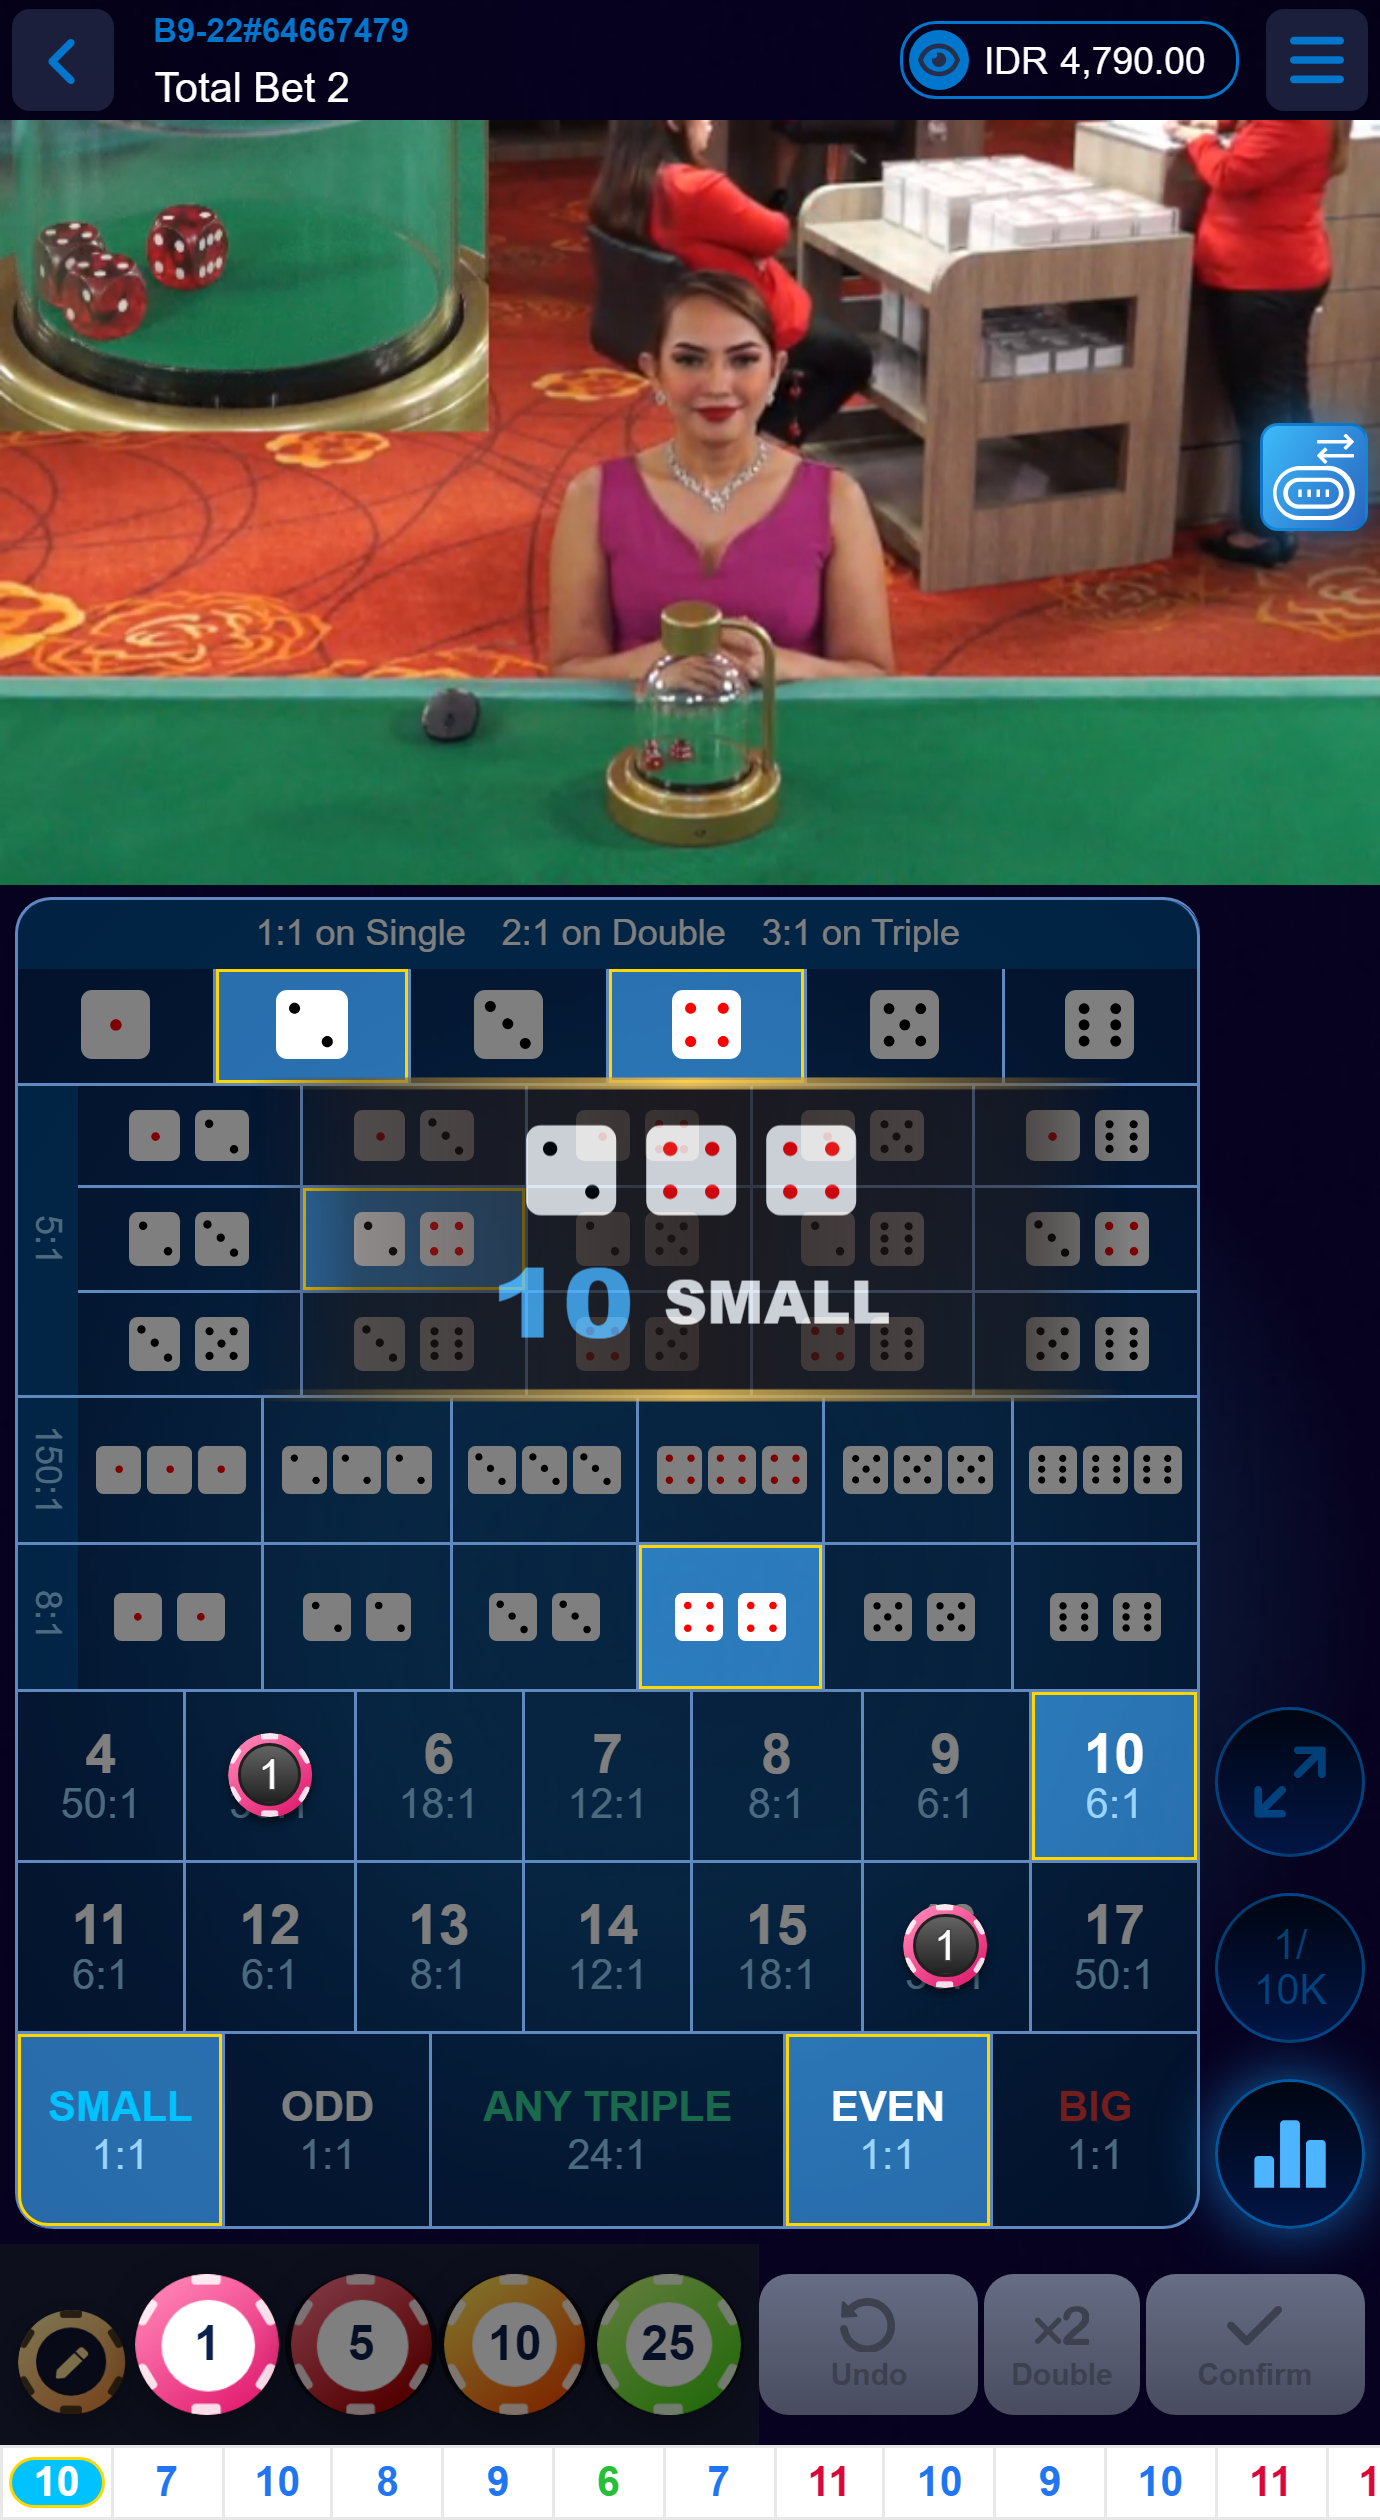 B9-22#64667479
Total Bet 2
IDR 4,790.00
1:1 on Single 2:1 on Double 3:1 on Triple
5:1
10 SMALL
150:1
8:1
4 1 6 7 8 9 10
50:1 18:1 12:1 8:1 6:1 6:1
11 12 13 14 15 1 17
6:1 6:1 8:1 12:1 18:1 50:1
1/
10K
SMALL ODD ANY TRIPLE EVEN BIG
1:1 1:1 24:1 1:1 1:1
1 5 10 25
x2
Undo Double Confirm
10 7 10 8 9 6 7 11 10 9 10 11 1